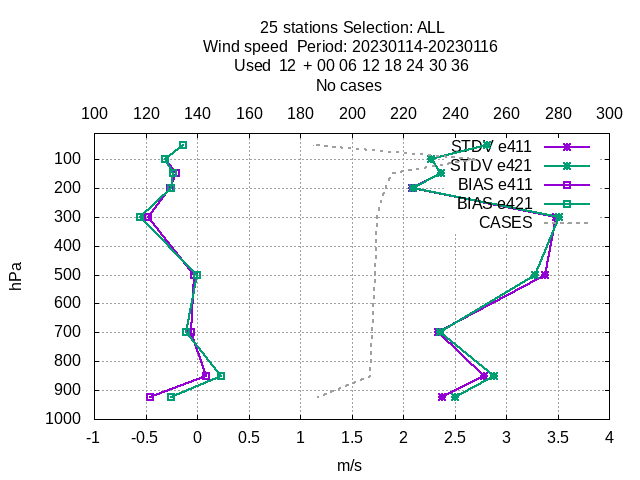 25 stations Selection: ALL
Wind speed  Period: 20230114-20230116
Used  12  + 00 06 12 18 24 30 36
No cases
100 120 140 160 180 200 220 240 260 280 300
STDV e411
STDV e421
BIAS e411
BIAS e421
CASES
100
200
300
400
500
600
700
800
900
1000
hPa
-1 -0.5 0 0.5 1 1.5 2 2.5 3 3.5 4
m/s